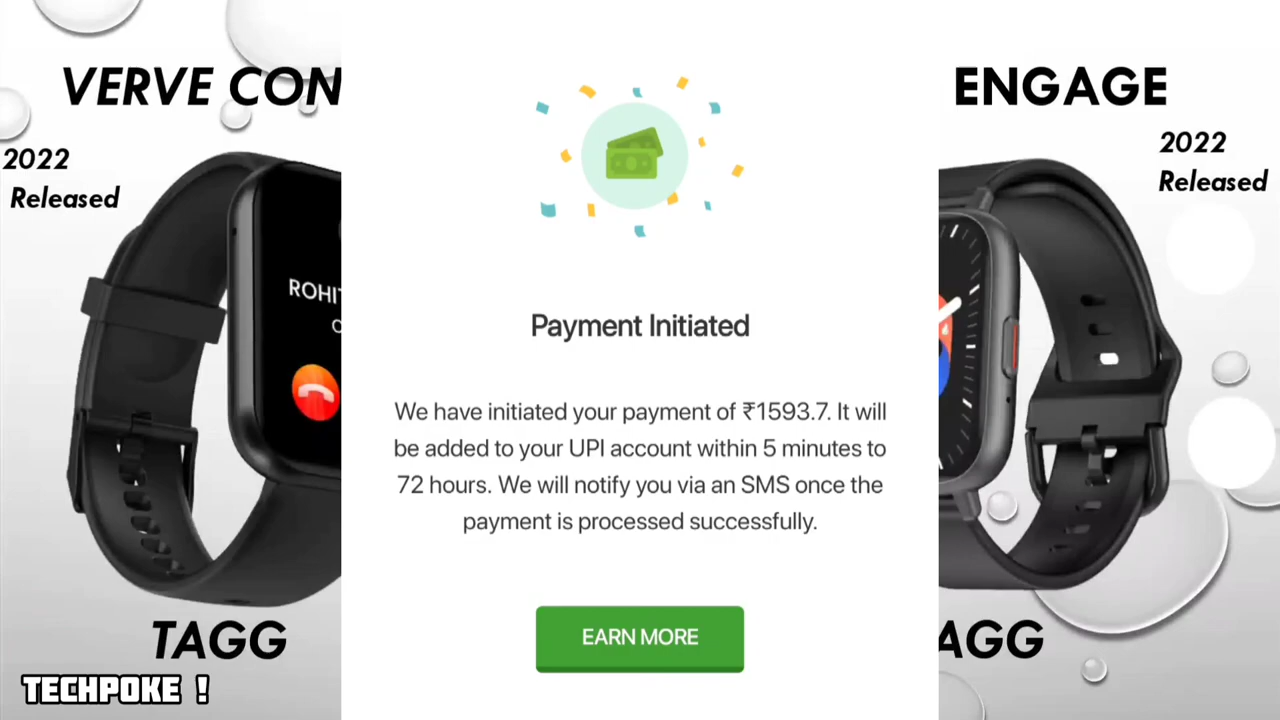 VERVE CON
2022
Released
ROHIT
TAGG
TECHPOKE !
Payment Initiated
We have initiated your payment of ₹1593.7. It will
be added to your UPI account within 5 minutes to
72 hours. We will notify you via an SMS once the
payment is processed successfully.
EARN MORE
ENGAGE
2022
Released
AGG